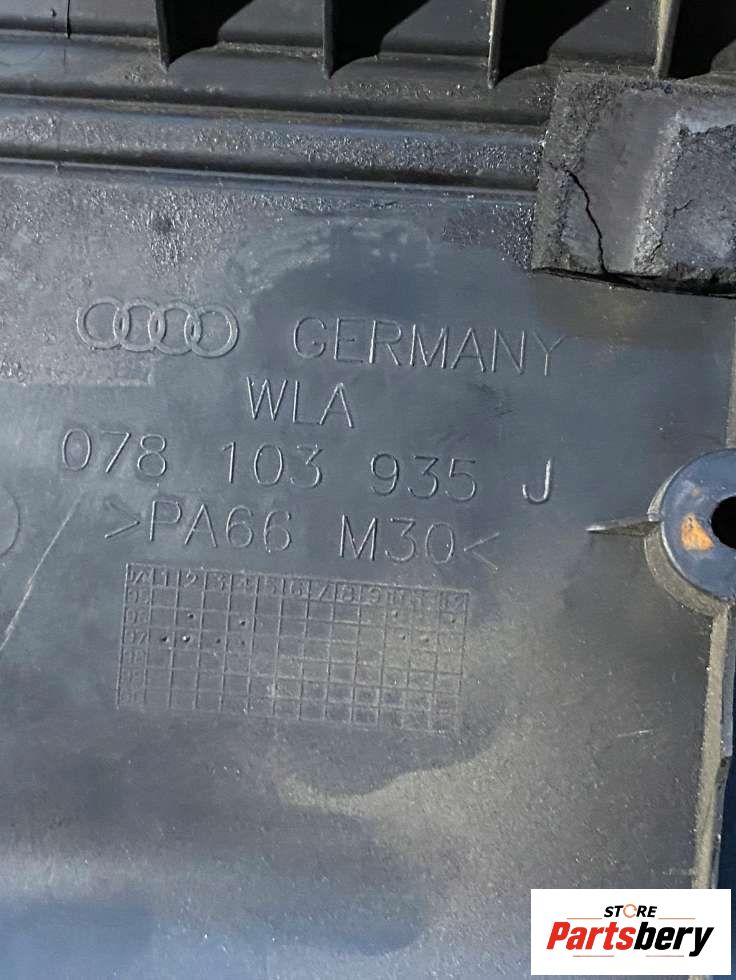 GERMANY
WLA
078 103 935 J
>PA66 M30<
STORE
Partsbery